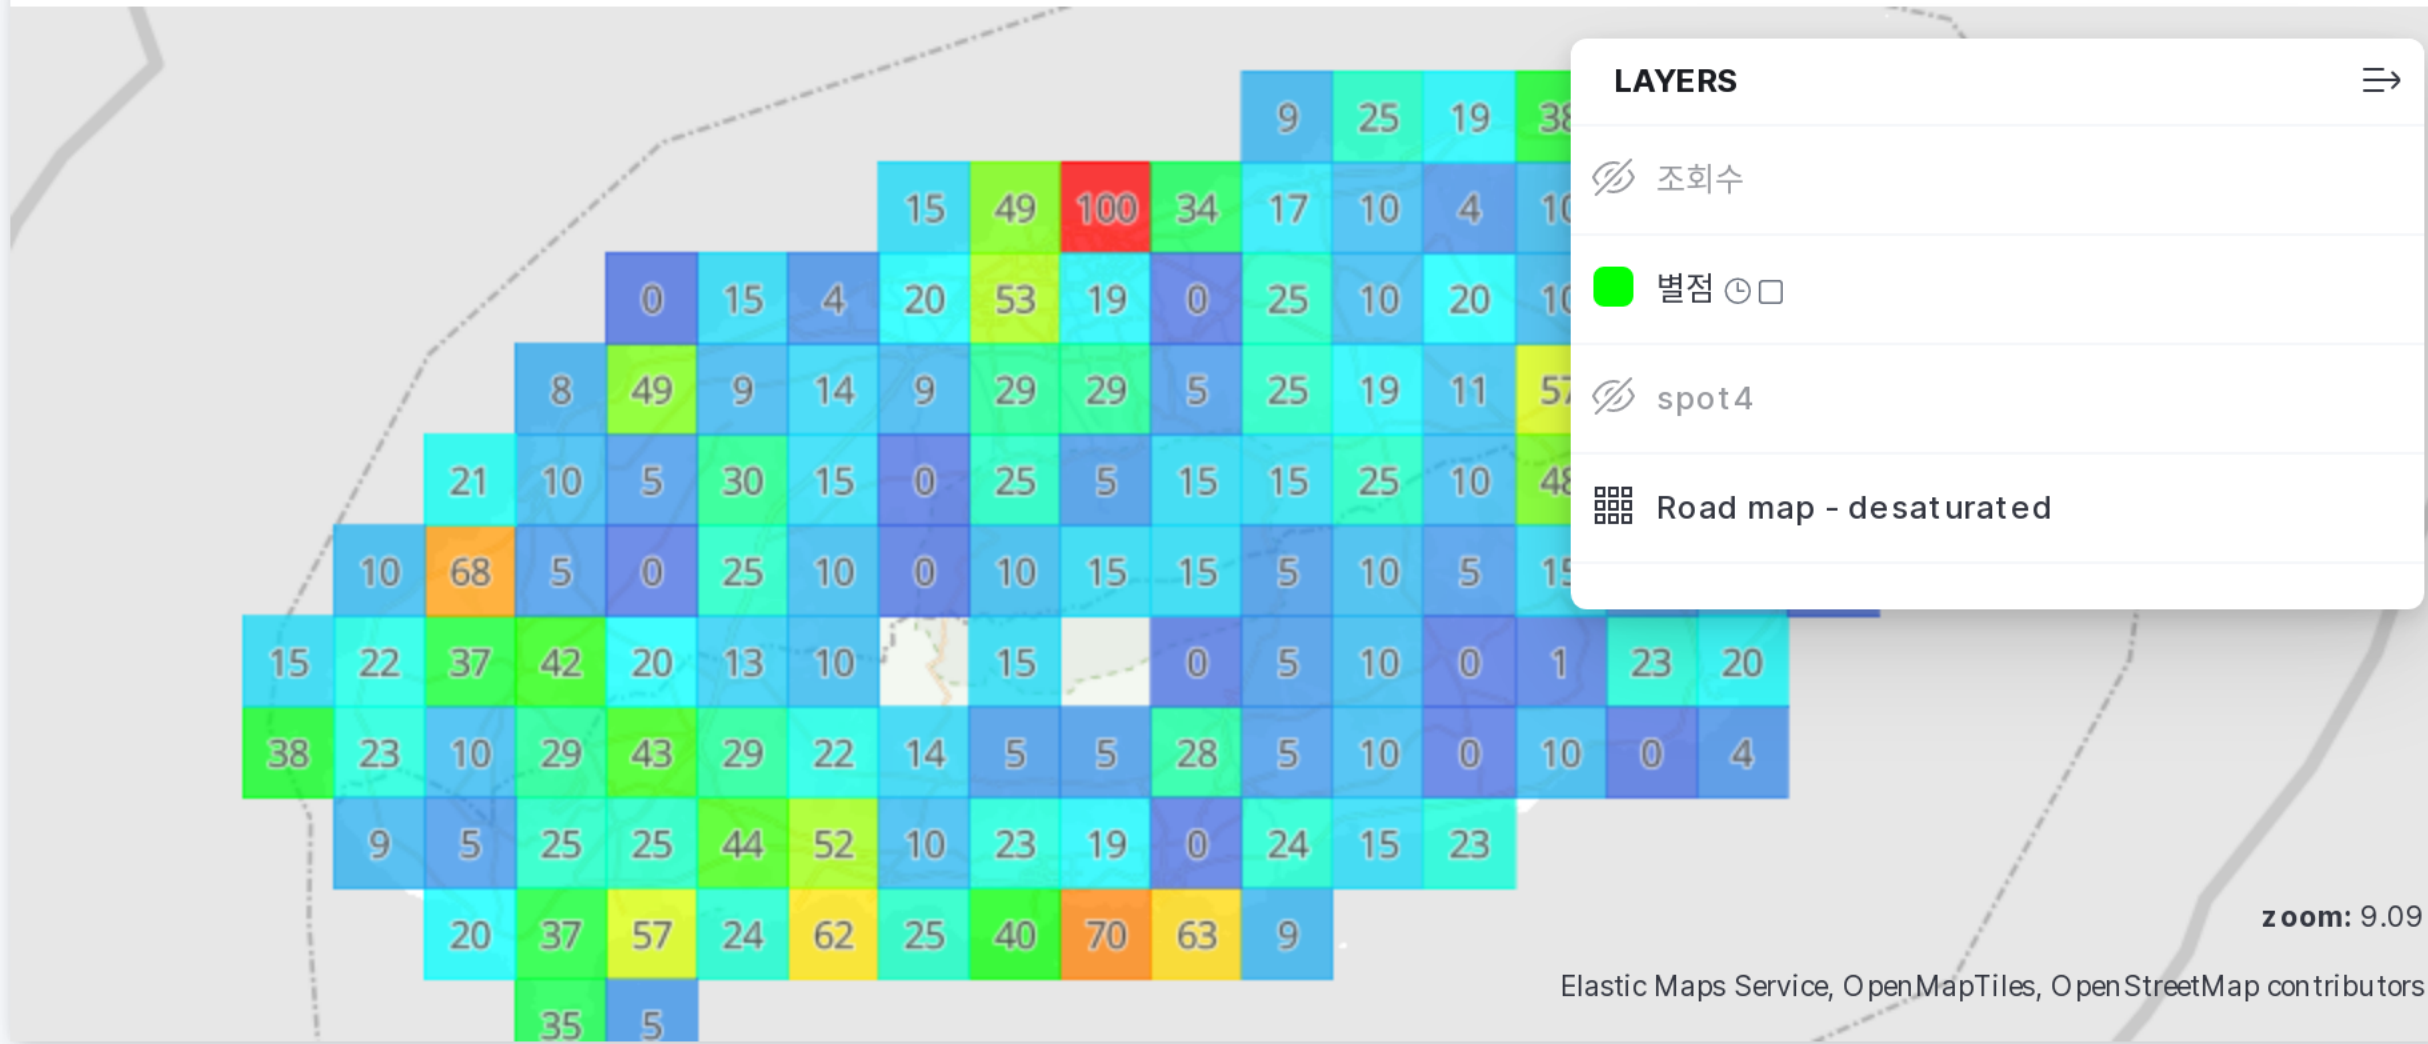 LAYERS
조회수
별점
spot4
Road map - desaturated
9 25 19 38
15 49 100 34 17 10 4 10
0 15 4 20 53 19 0 25 10 20 10
8 49 9 14 9 29 29 5 25 19 11 57
21 10 5 30 15 0 25 5 15 15 25 10 48
10 68 5 0 25 10 0 10 15 15 5 10 5 15
15 22 37 42 20 13 10 15 0 5 10 0 1 23 20
38 23 10 29 43 29 22 14 5 5 28 5 10 0 10 0 4
9 5 25 25 44 52 10 23 19 0 24 15 23
20 37 57 24 62 25 40 70 63 9
35 5
zoom: 9.09
Elastic Maps Service, OpenMapTiles, OpenStreetMap contributors